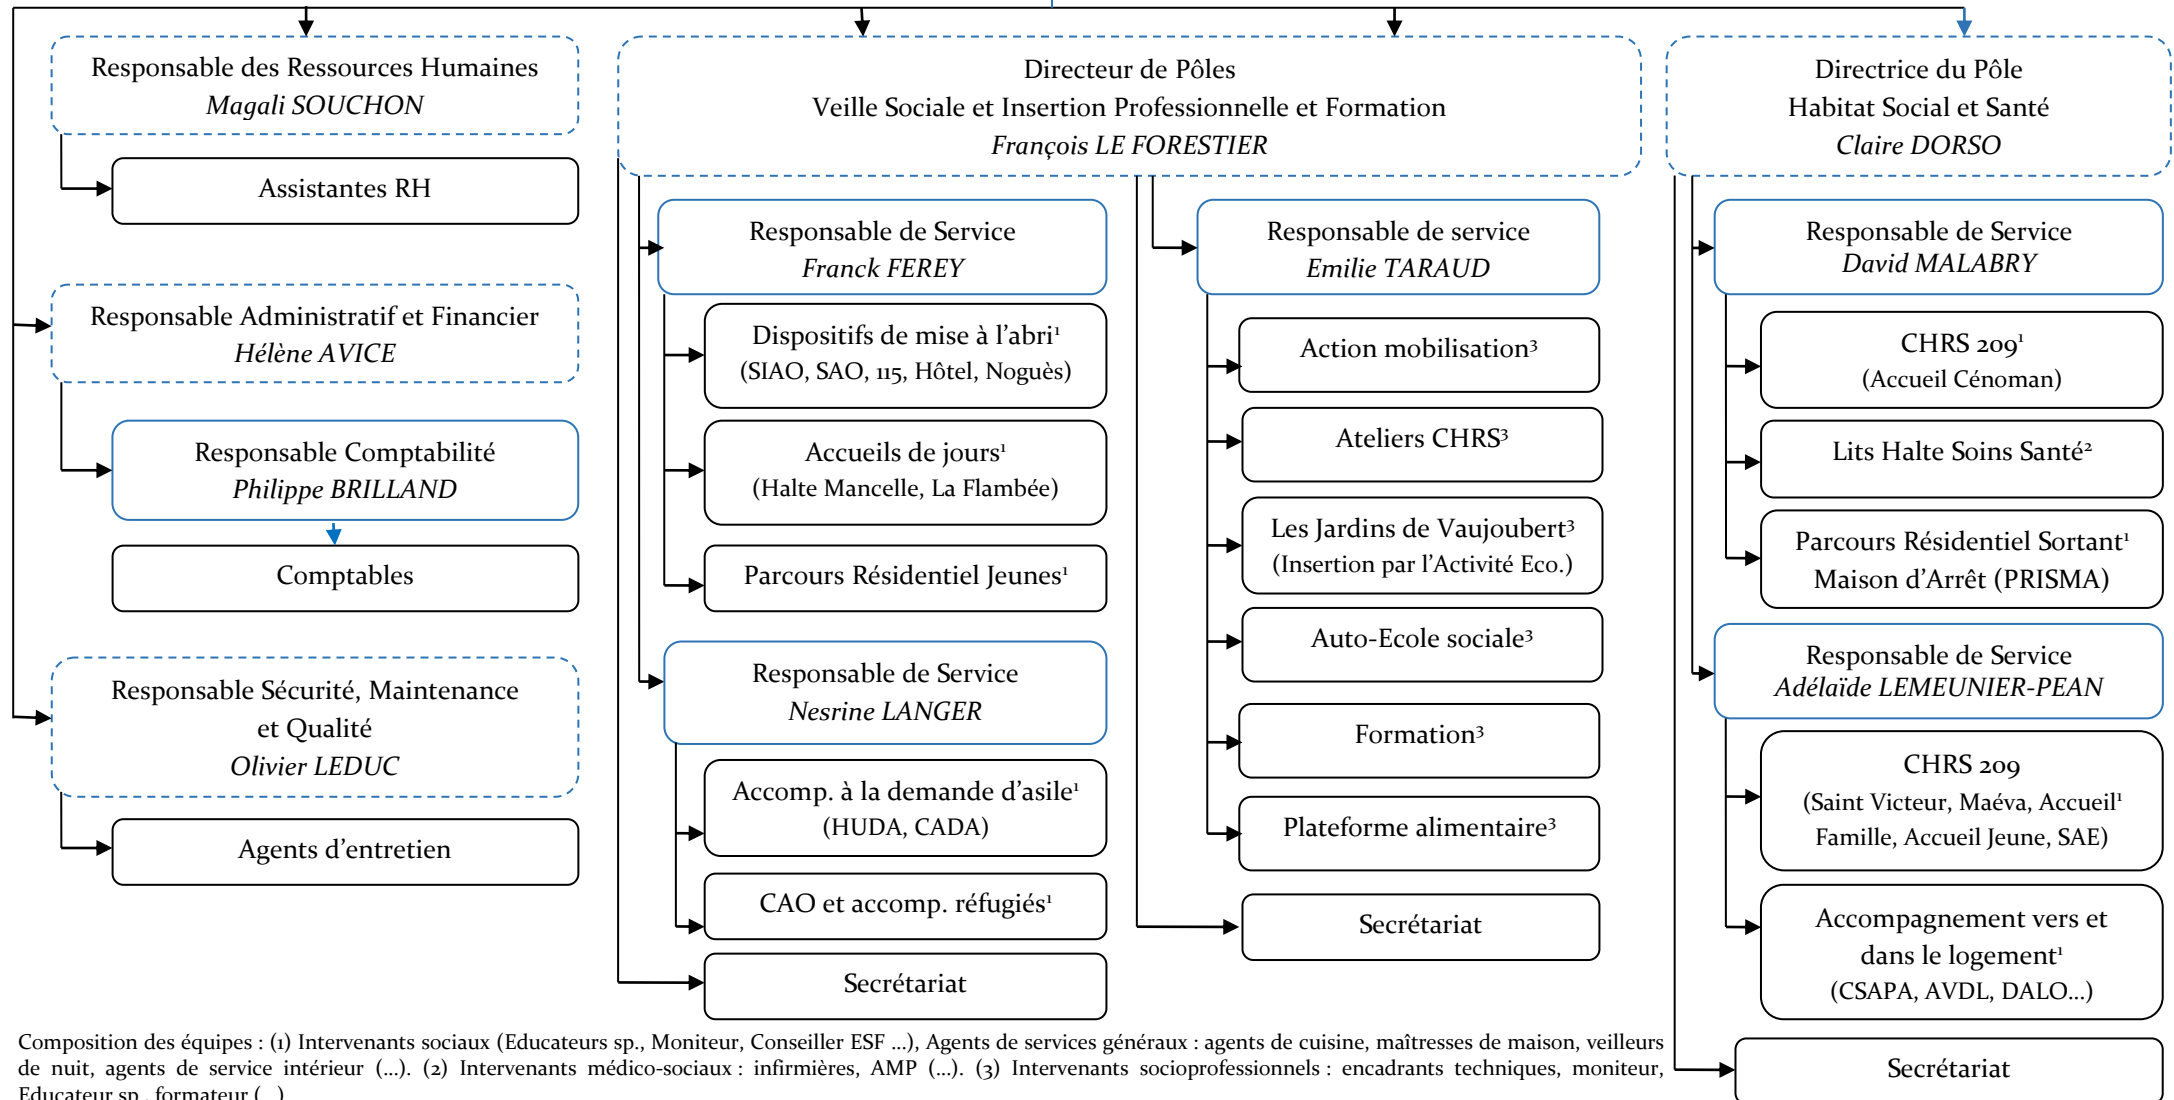 Responsable des Ressources Humaines
Magali SOUCHON
Assistantes RH
Responsable Administratif et Financier
Hélène AVICE
Responsable Comptabilité
Philippe BRILLAND
Comptables
Responsable Sécurité, Maintenance
et Qualité
Olivier LEDUC
Agents d'entretien
Directeur de Pôles
Veille Sociale et Insertion Professionnelle et Formation
François LE FORESTIER
Responsable de Service
Franck FEREY
Dispositifs de mise à l'abri¹
(SIAO, SAO, 115, Hôtel, Noguès)
Accueils de jours¹
(Halte Mancelle, La Flambée)
Parcours Résidentiel Jeunes¹
Responsable de Service
Nesrine LANGER
Accomp. à la demande d'asile¹
(HUDA, CADA)
CAO et accomp. réfugiés¹
Secrétariat
Responsable de service
Emilie TARAUD
Action mobilisation³
Ateliers CHRS³
Les Jardins de Vaujoubert³
(Insertion par l'Activité Eco.)
Auto-Ecole sociale³
Formation³
Plateforme alimentaire³
Secrétariat
Directrice du Pôle
Habitat Social et Santé
Claire DORSO
Responsable de Service
David MALABRY
CHRS 209¹
(Accueil Cénoman)
Lits Halte Soins Santé²
Parcours Résidentiel Sortant¹
Maison d'Arrêt (PRISMA)
Responsable de Service
Adélaïde LEMEUNIER-PEAN
CHRS 209
(Saint Victeur, Maéva, Accueil¹
Famille, Accueil Jeune, SAE)
Accompagnement vers et
dans le logement¹
(CSAPA, AVDL, DALO...)
Secrétariat
Composition des équipes : (1) Intervenants sociaux (Educateurs sp., Moniteur, Conseiller ESF ...), Agents de services généraux : agents de cuisine, maîtresses de maison, veilleurs
de nuit, agents de service intérieur (...). (2) Intervenants médico-sociaux : infirmières, AMP (...). (3) Intervenants socioprofessionnels : encadrants techniques, moniteur,
Educateur sp., formateur (...)